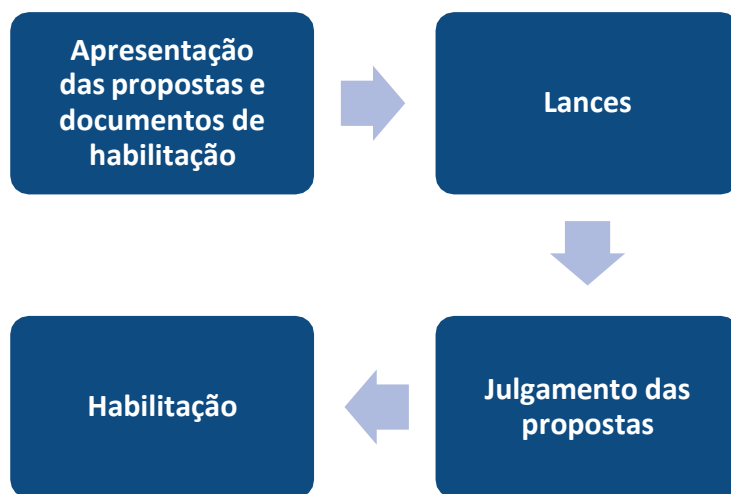 Apresentação
das propostas e
documentos de
habilitação
Lances
Julgamento das
propostas
Habilitação